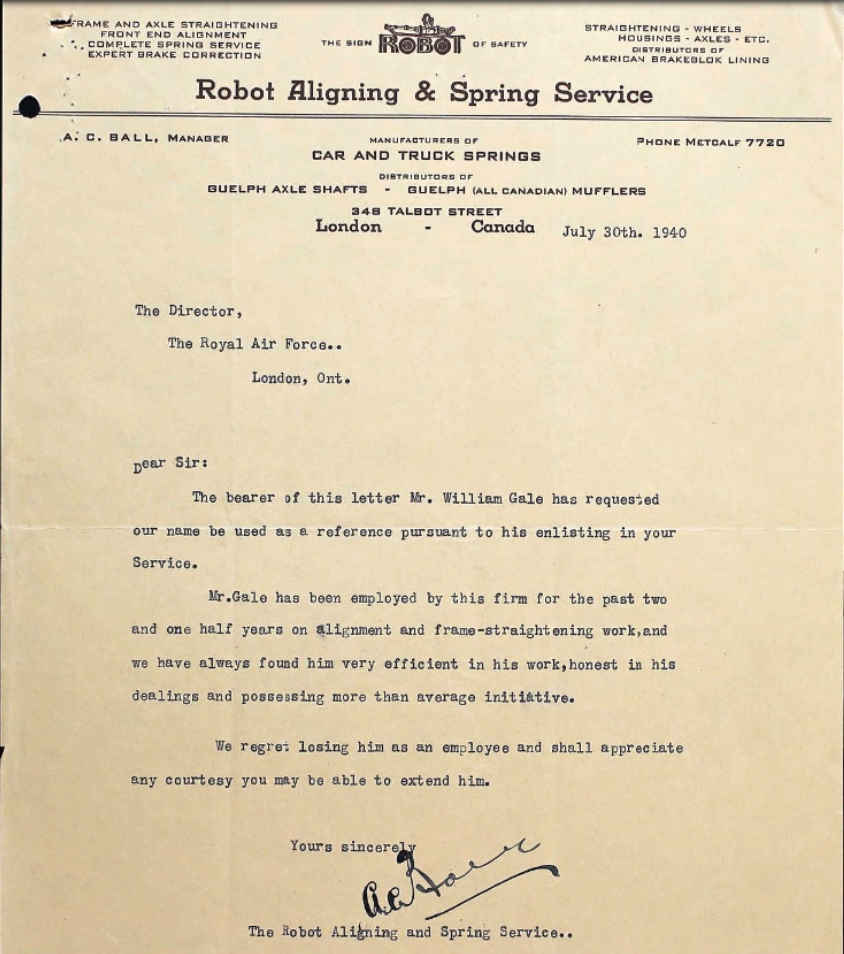 FRAME AND AXLE STRAIGHTENING
FRONT END ALIGNMENT
COMPLETE SPRING SERVICE
EXPERT BRAKE CORRECTION
THE SIGN ROBOT OF SAFETY
STRAIGHTENING - WHEELS
HOUSINGS - AXLES - ETC.
DISTRIBUTORS OF
AMERICAN BRAKEBLOK LINING
Robot Aligning & Spring Service
A. C. BALL, MANAGER
MANUFACTURERS OF
CAR AND TRUCK SPRINGS
PHONE METCALF 7720
DISTRIBUTORS OF
GUELPH AXLE SHAFTS - GUELPH (ALL CANADIAN) MUFFLERS
348 TALBOT STREET
London - Canada July 30th. 1940
The Director,
The Royal Air Force..
London, Ont.
Dear Sir:
The bearer of this letter Mr. William Gale has requested
our name be used as a reference pursuant to his enlisting in your
Service.
Mr.Gale has been employed by this firm for the past two
and one half years on alignment and frame-straightening work,and
we have always found him very efficient in his work,honest in his
dealings and possessing more than average initiative.
We regret losing him as an employee and shall appreciate
any courtesy you may be able to extend him.
Yours sincerely
A.C.
The Robot Aligning and Spring Service..